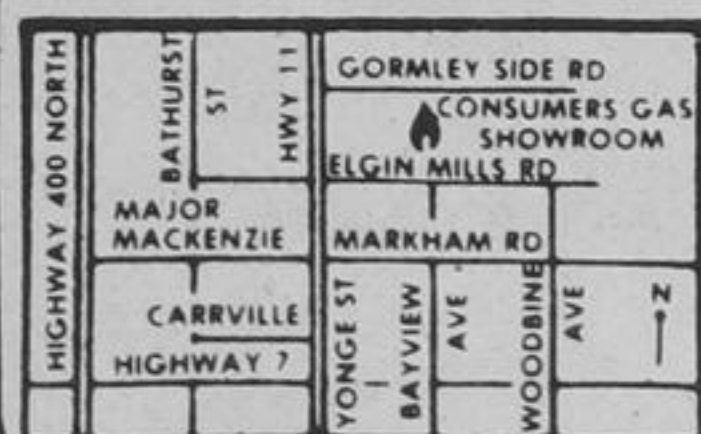 HIGHWAY 400 NORTH
BATHURST
ST
HWY 11
GORMLEY SIDE RD
CONSUMERS GAS
SHOWROOM
ELGIN MILLS RD
MAJOR
MACKENZIE
MARKHAM RD
CARRVILLE
HIGHWAY 7
YONGE ST
BAYVIEW
AVE
WOODBINE
AVE
N